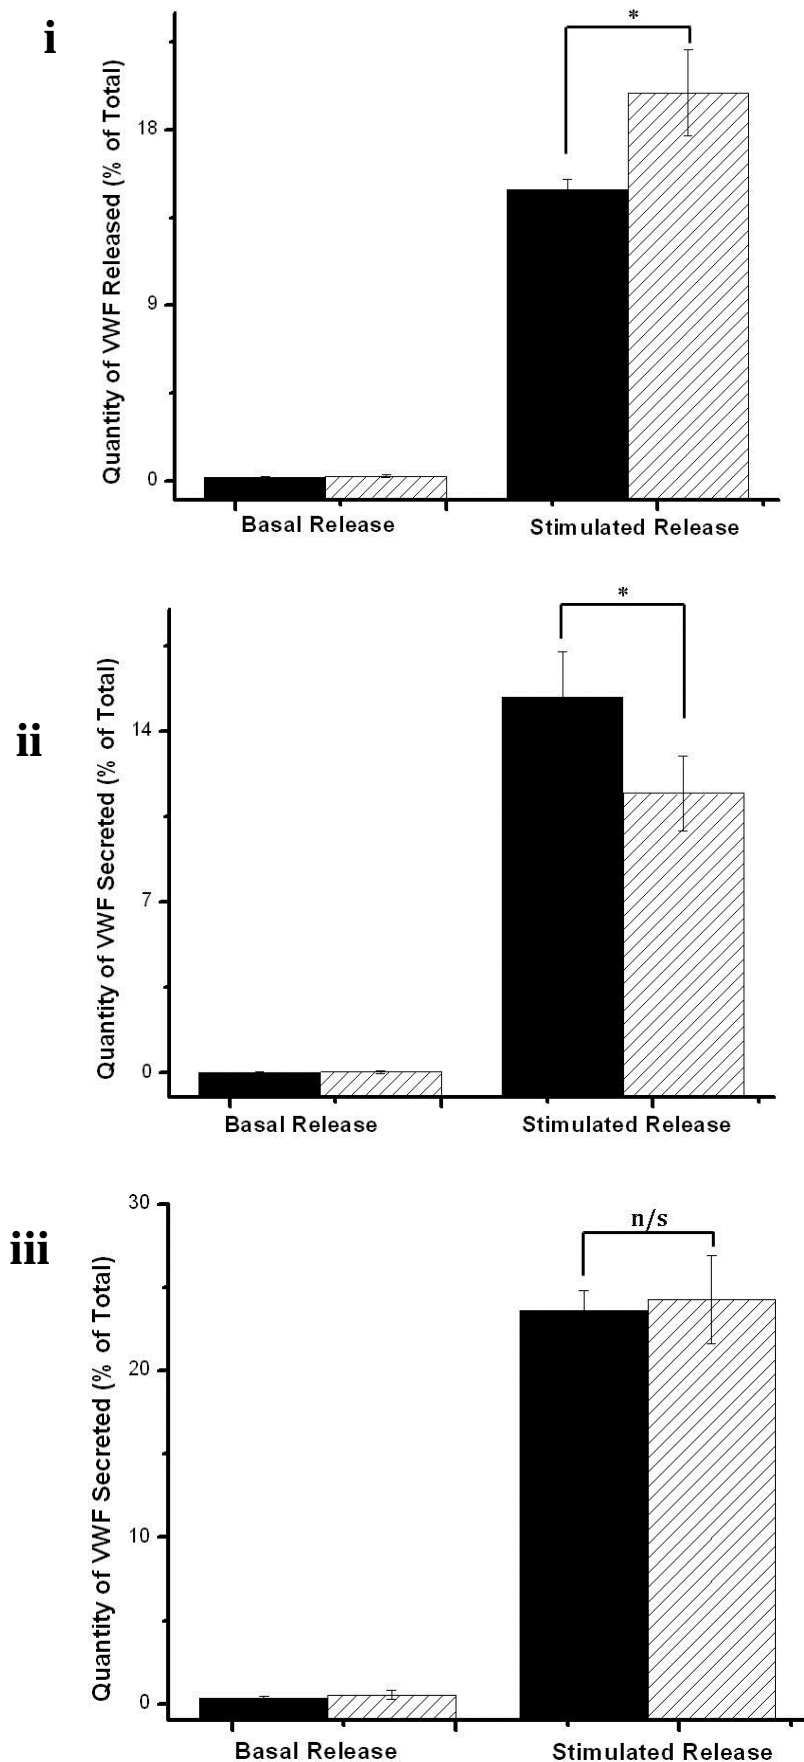 i
*
Quantity of VWF Released (% of Total)
18
9
0
Basal Release
Stimulated Release
ii
*
Quantity of VWF Secreted (% of Total)
14
7
0
Basal Release
Stimulated Release
iii
n/s
Quantity of VWF Secreted (% of Total)
30
20
10
0
Basal Release
Stimulated Release